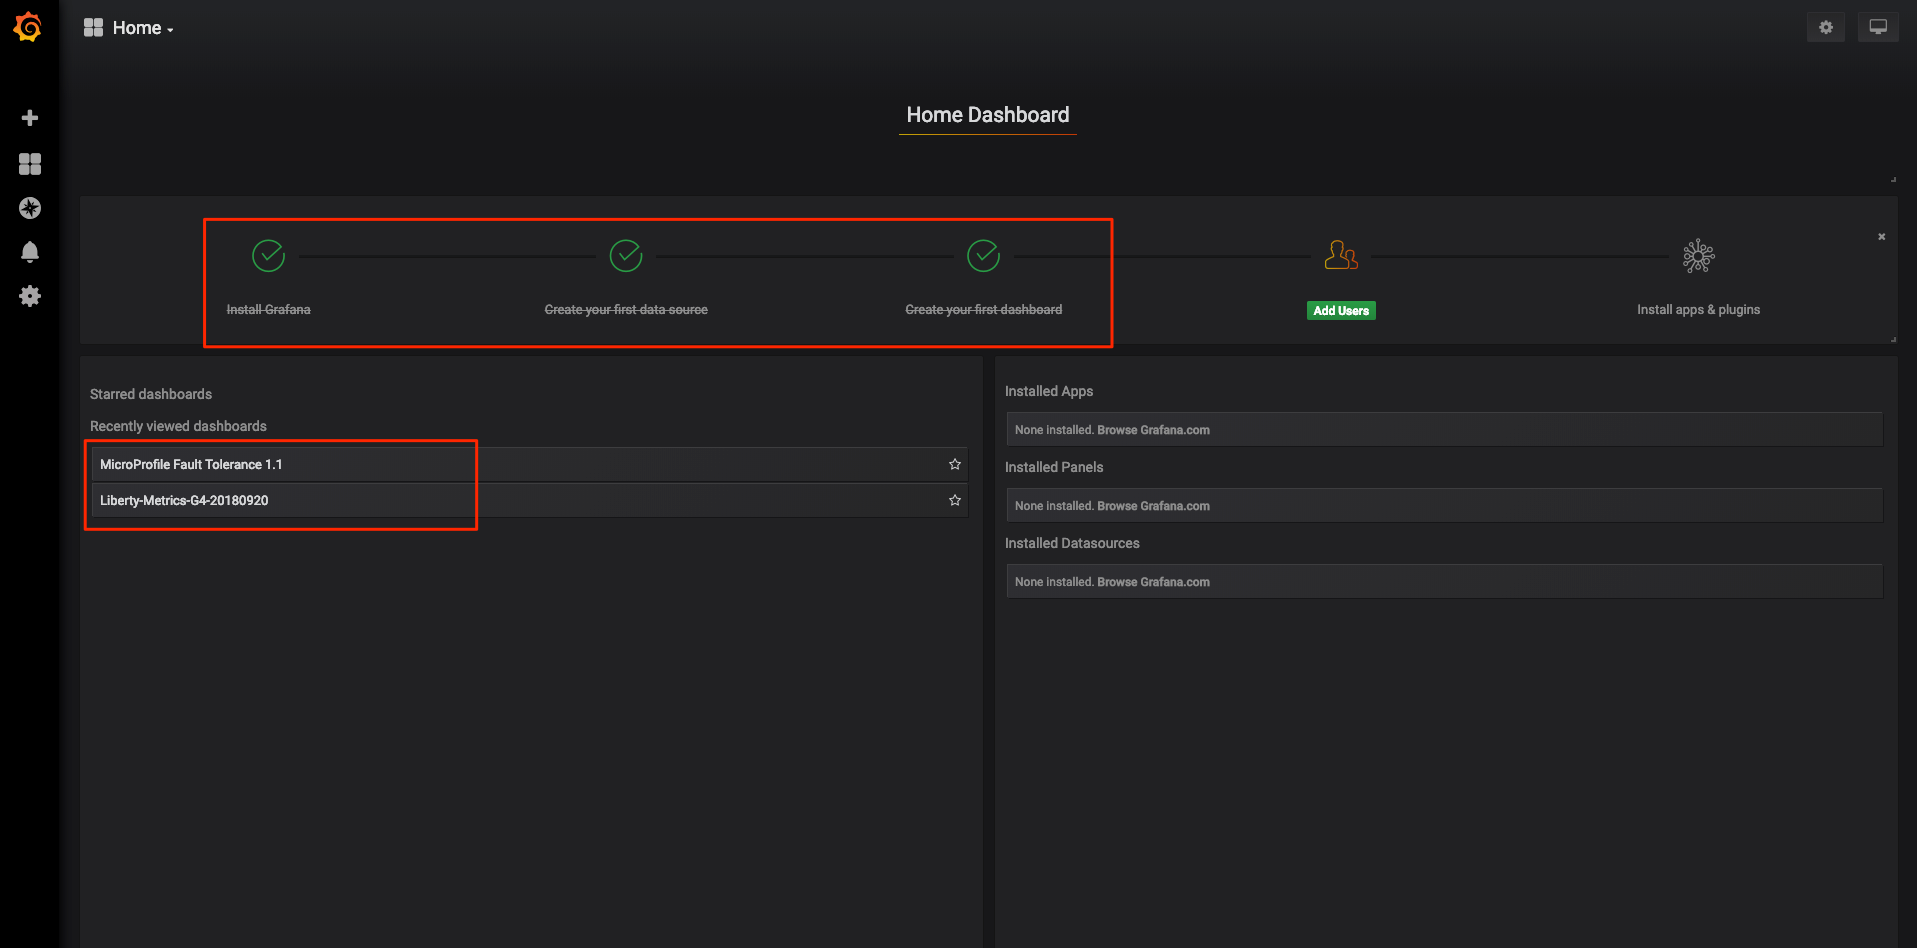 Home
Home Dashboard
Install Grafana
Create your first data source
Create your first dashboard
Add Users
Install apps & plugins
Starred dashboards
Recently viewed dashboards
MicroProfile Fault Tolerance 1.1
Liberty-Metrics-G4-20180920
Installed Apps
None installed. Browse Grafana.com
Installed Panels
None installed. Browse Grafana.com
Installed Datasources
None installed. Browse Grafana.com